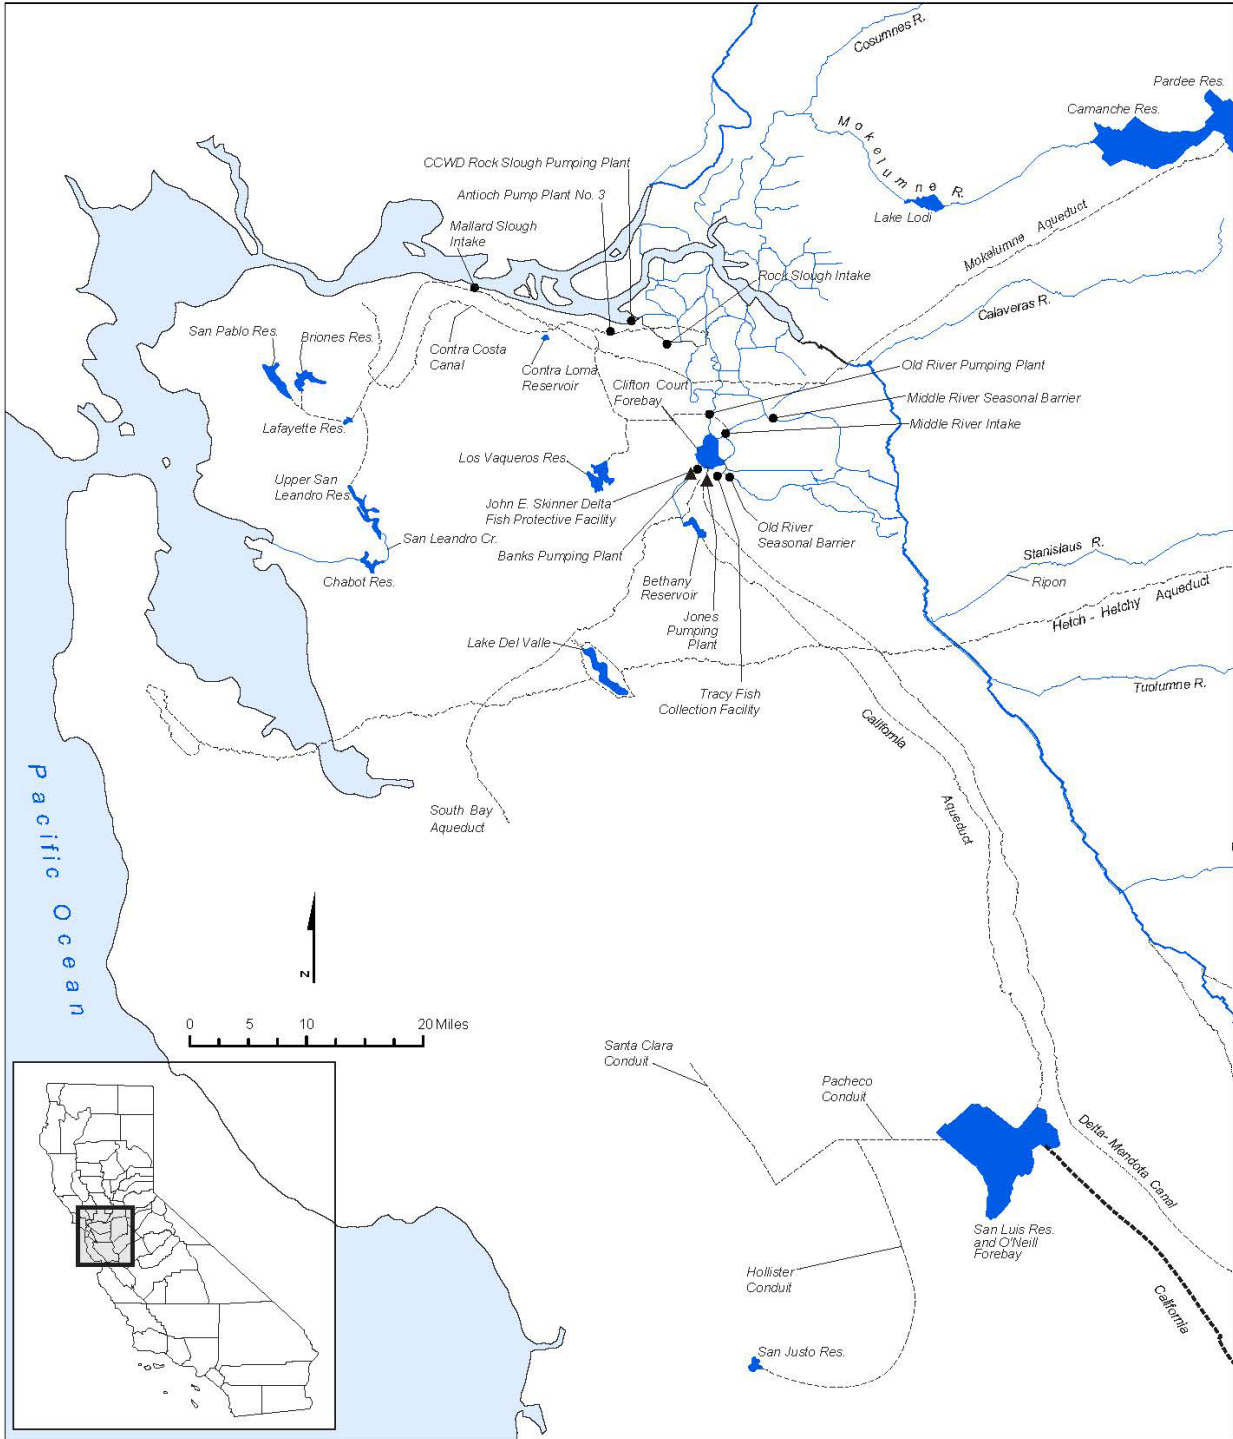 Cosumnes R.
Pardee Res.
Camanche Res.
Mokelumne R.
CCWD Rock Slough Pumping Plant
Antioch Pump Plant No. 3
Lake Lodi
Mokelumne Aqueduct
Mallard Slough
Intake
Rock Slough Intake
Calaveras R.
San Pablo Res.
Briones Res.
Contra Costa
Canal
Contra Loma
Reservoir
Clifton Court
Forebay
Old River Pumping Plant
Middle River Seasonal Barrier
Middle River Intake
Lafayette Res.
Los Vaqueros Res.
Upper San
Leandro Res.
John E. Skinner Delta
Fish Protective Facility
Old River
Seasonal Barrier
San Leandro Cr.
Banks Pumping Plant
Chabot Res.
Bethany
Reservoir
Stanislaus R.
Ripon
Hetch - Hetchy Aqueduct
Jones
Pumping
Plant
Lake Del Valle
Tracy Fish
Collection Facility
Tuolumne R.
California
Aqueduct
South Bay
Aqueduct
Pacific Ocean
N
0 5 10 20 Miles
Santa Clara
Conduit
Pacheco
Conduit
Delta-Mendota Canal
San Luis Res.
and O'Neill
Forebay
Hollister
Conduit
California
San Justo Res.